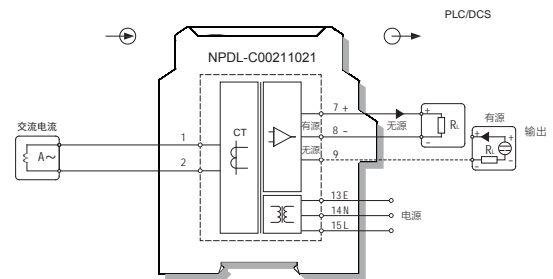 PLC/DCS
NPDL-C00211021
交流电流
A~
1
2
CT
有源
无源
7 +
8 -
9
无源
+
RL
-
有源
+
+
RL
-
-
输出
13 E
14 N
15 L
电源